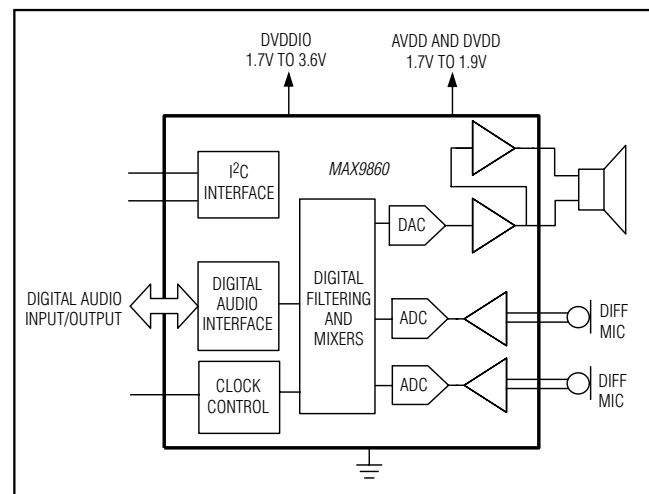 DVDDIO
1.7V TO 3.6V
AVDD AND DVDD
1.7V TO 1.9V
I²C
INTERFACE
MAX9860
DAC
DIGITAL AUDIO
INPUT/OUTPUT
DIGITAL
AUDIO
INTERFACE
DIGITAL
FILTERING
AND
MIXERS
ADC
DIFF
MIC
CLOCK
CONTROL
ADC
DIFF
MIC